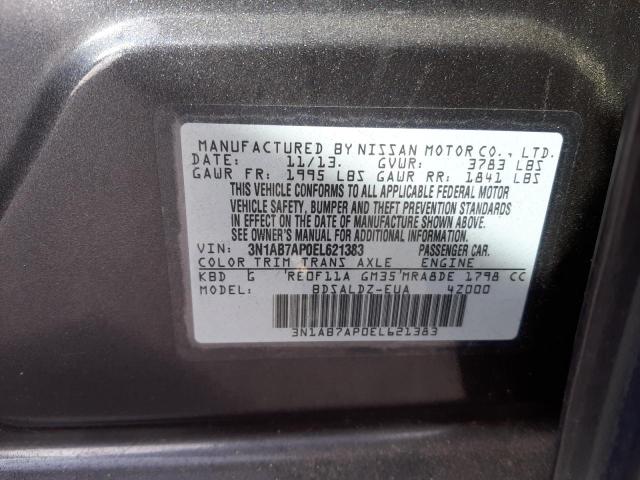 MANUFACTURED BY NISSAN MOTOR CO., LTD.
DATE: 11/13. GVWR: 3783 LBS
GAWR FR: 1995 LBS GAWR RR: 1841 LBS
THIS VEHICLE CONFORMS TO ALL APPLICABLE FEDERAL MOTOR
VEHICLE SAFETY, BUMPER AND THEFT PREVENTION STANDARDS
IN EFFECT ON THE DATE OF MANUFACTURE SHOWN ABOVE.
SEE OWNER'S MANUAL FOR ADDITIONAL INFORMATION
VIN: 3N1AB7AP0EL621383 PASSENGER CAR.
COLOR TRIM TRANS AXLE ENGINE
KBD G RE0F11A GM35 MRA8DE 1798 CC
MODEL: BDSALDZ-EUA 4Z000
3N1AB7AP0EL621383